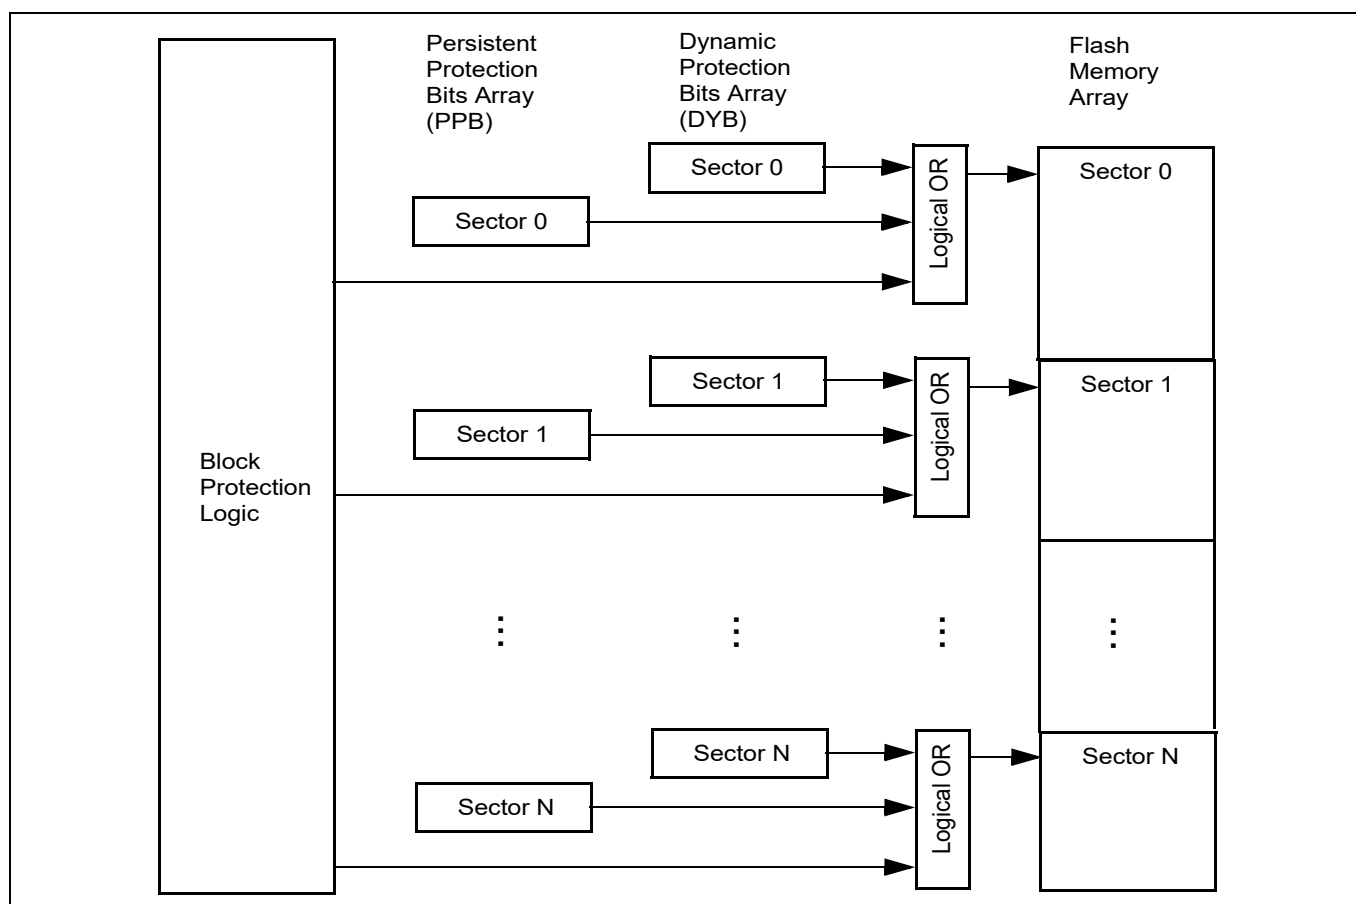 Persistent
Protection
Bits Array
(PPB)
Dynamic
Protection
Bits Array
(DYB)
Flash
Memory
Array
Sector 0
Sector 0
Logical OR
Sector 0
Sector 1
Sector 1
Logical OR
Sector 1
Block
Protection
Logic
⋮ ⋮ ⋮ ⋮
Sector N
Sector N
Logical OR
Sector N